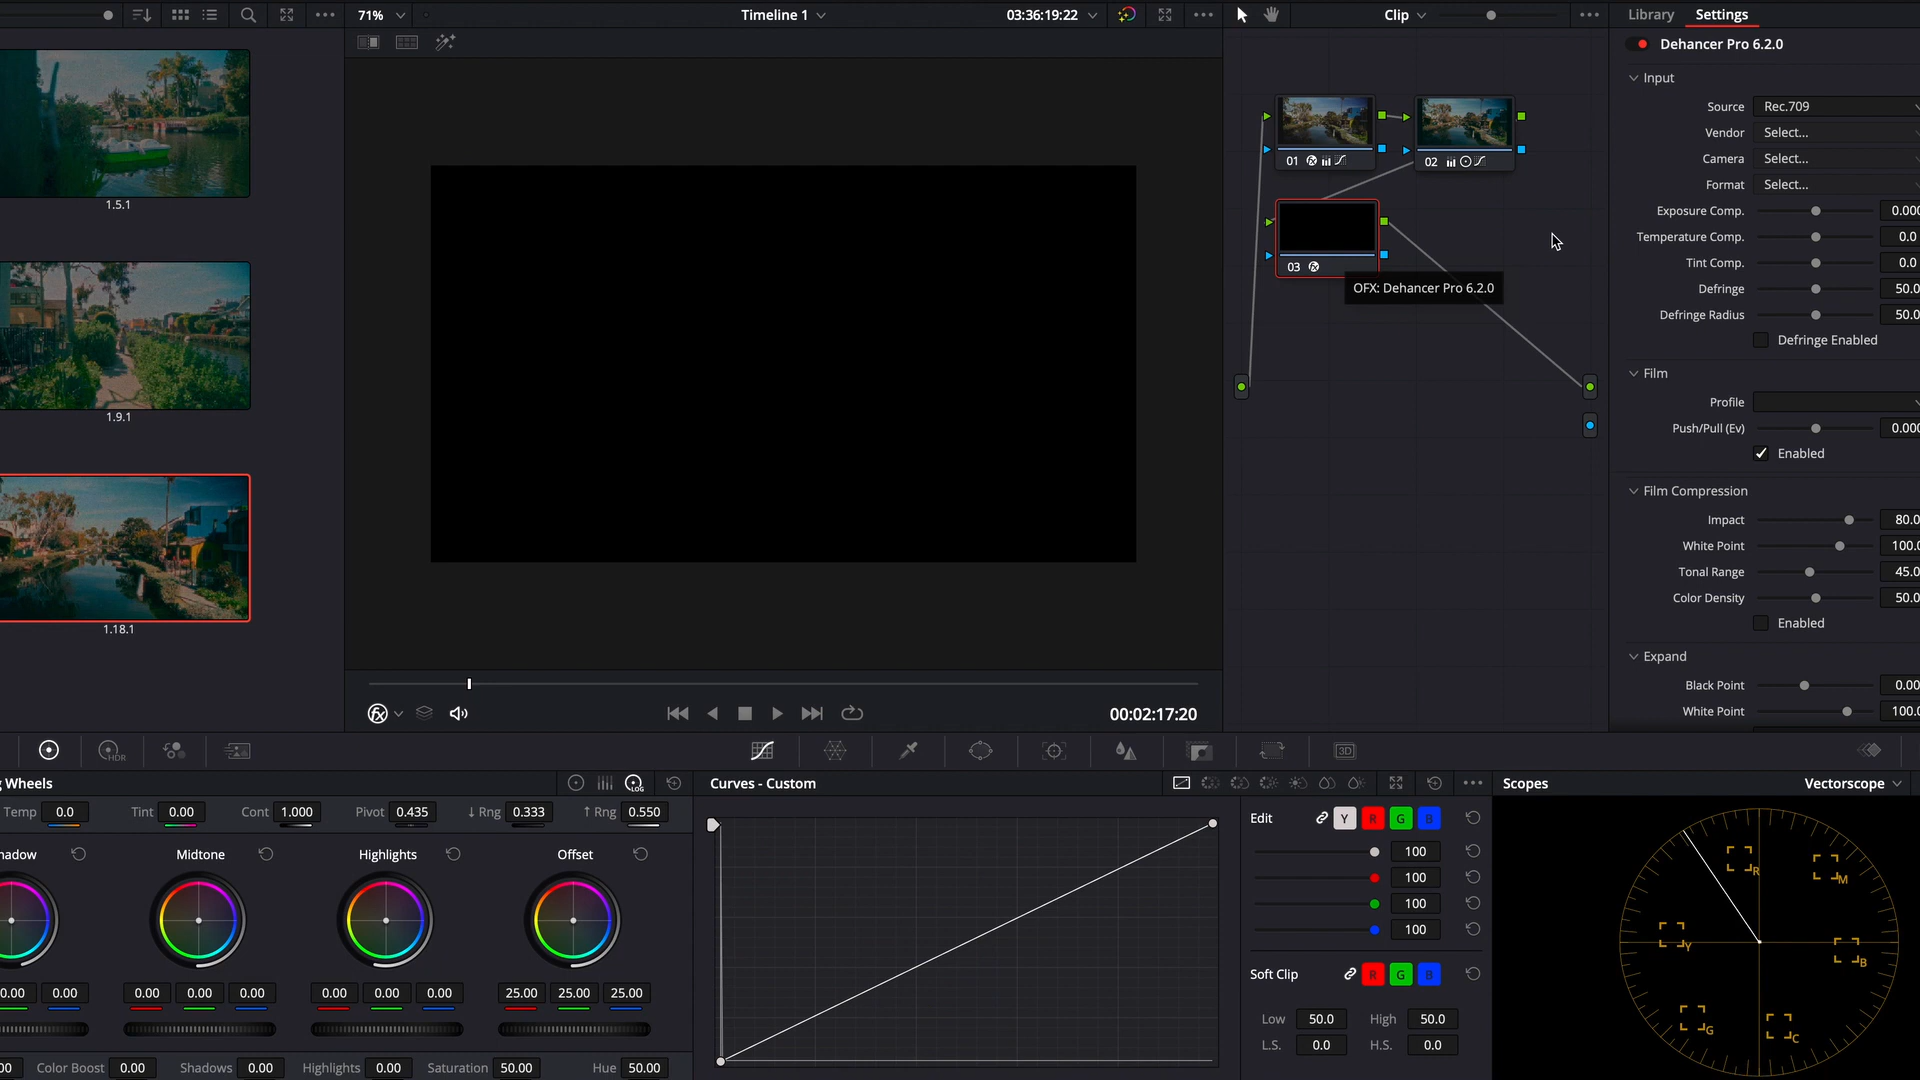 71%
Timeline 1
03:36:19:22
Clip
Library
Settings
Dehancer Pro 6.2.0
Input
Source
Rec.709
Vendor
Select...
Camera
Select...
Format
Select...
Exposure Comp.
0.000
Temperature Comp.
0.0
Tint Comp.
0.0
Defringe
50.0
Defringe Radius
50.0
Defringe Enabled
Film
Profile
Push/Pull (Ev)
0.000
Enabled
Film Compression
Impact
80.0
White Point
100.0
Tonal Range
45.0
Color Density
50.0
Enabled
Expand
Black Point
0.00
White Point
100.0
1.5.1
1.9.1
1.18.1
01
02
03
OFX: Dehancer Pro 6.2.0
00:02:17:20
HDR
3D
g Wheels
LOG
Curves - Custom
Scopes
Vectorscope
Temp 0.0
Tint 0.00
Cont 1.000
Pivot 0.435
↓ Rng 0.333
↑ Rng 0.550
hadow
Midtone
Highlights
Offset
0.00 0.00
0.00 0.00 0.00
0.00 0.00 0.00
25.00 25.00 25.00
00
Color Boost 0.00
Shadows 0.00
Highlights 0.00
Saturation 50.00
Hue 50.00
Edit
Y R G B
100
100
100
100
Soft Clip
R G B
Low 50.0 High 50.0
L.S. 0.0 H.S. 0.0
R
M
Y
B
G
C